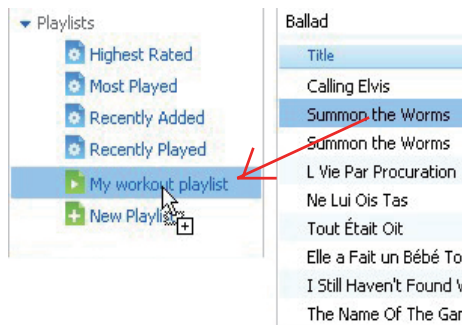 Playlists
Highest Rated
Most Played
Recently Added
Recently Played
My workout playlist
New Playlist
Ballad
Title
Calling Elvis
Summon the Worms
Summon the Worms
L Vie Par Procuration
Ne Lui Ois Tas
Tout Était Oit
Elle a Fait un Bébé To
I Still Haven't Found
The Name Of The Gar